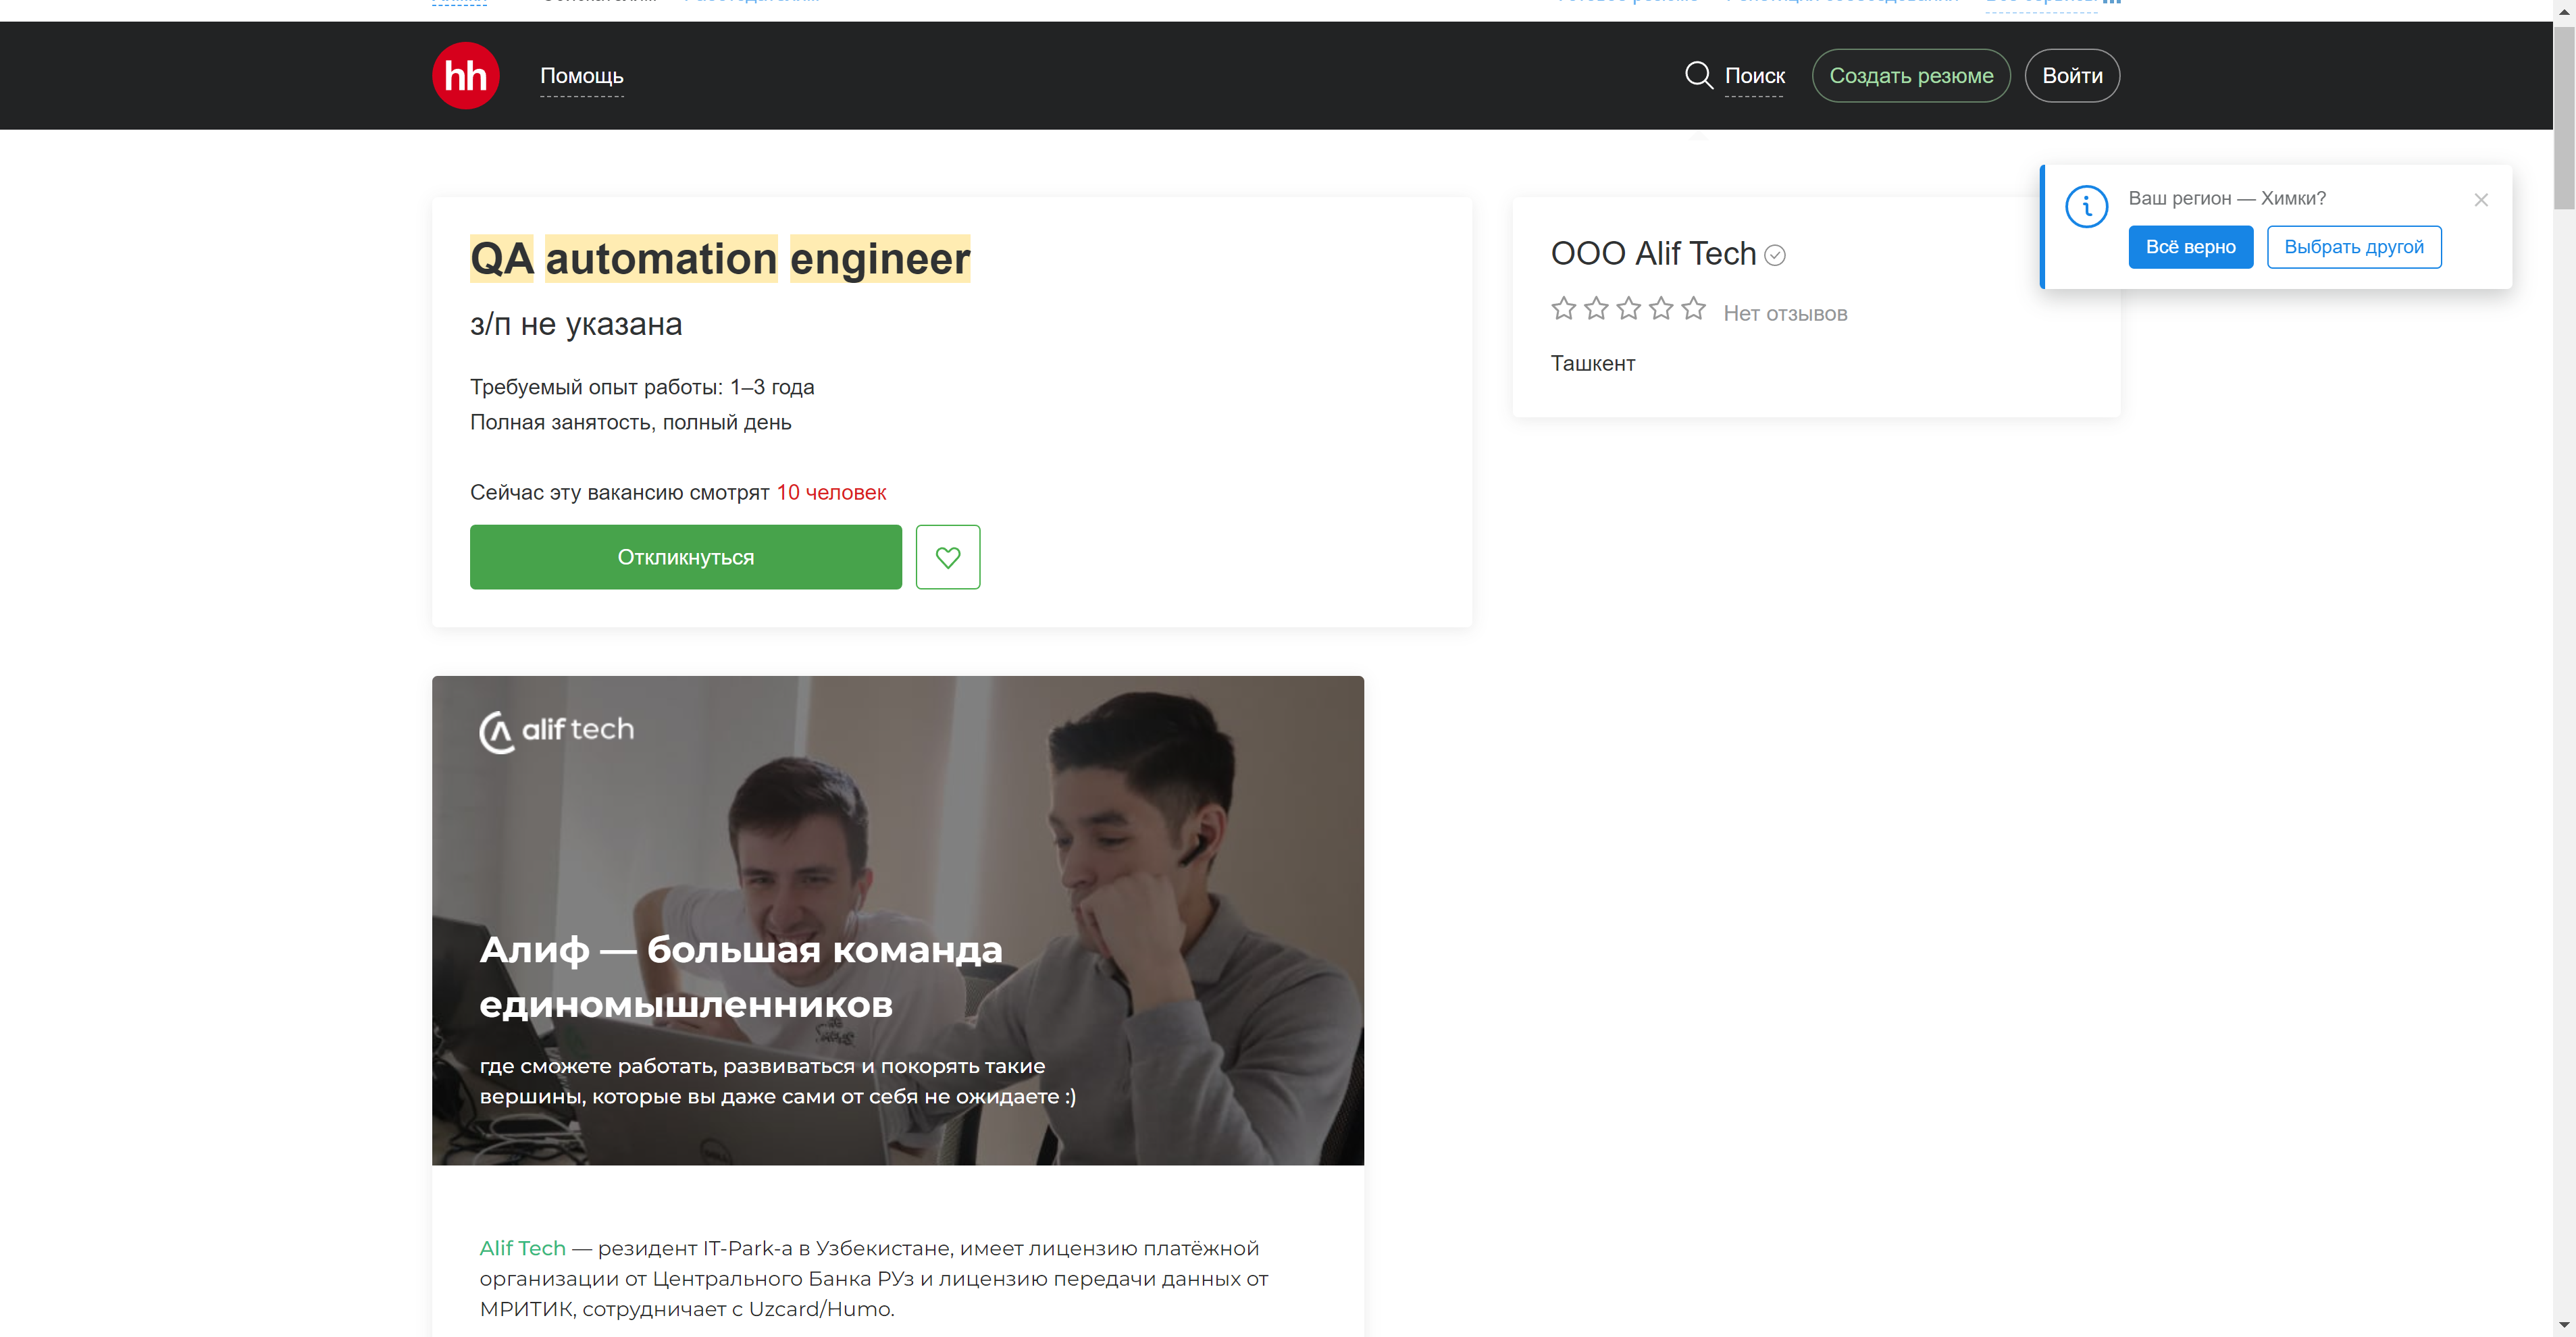 hh
Помощь
Поиск
Создать резюме
Войти
Ваш регион — Химки?
Всё верно
Выбрать другой
QA automation engineer
з/п не указана
Требуемый опыт работы: 1–3 года
Полная занятость, полный день
Сейчас эту вакансию смотрят 10 человек
Откликнуться
ООО Alif Tech
Нет отзывов
Ташкент
alif tech
Алиф — большая команда
единомышленников
где сможете работать, развиваться и покорять такие
вершины, которые вы даже сами от себя не ожидаете :)
Alif Tech — резидент IT-Park-а в Узбекистане, имеет лицензию платёжной
организации от Центрального Банка РУз и лицензию передачи данных от
МРИТИК, сотрудничает с Uzcard/Humo.